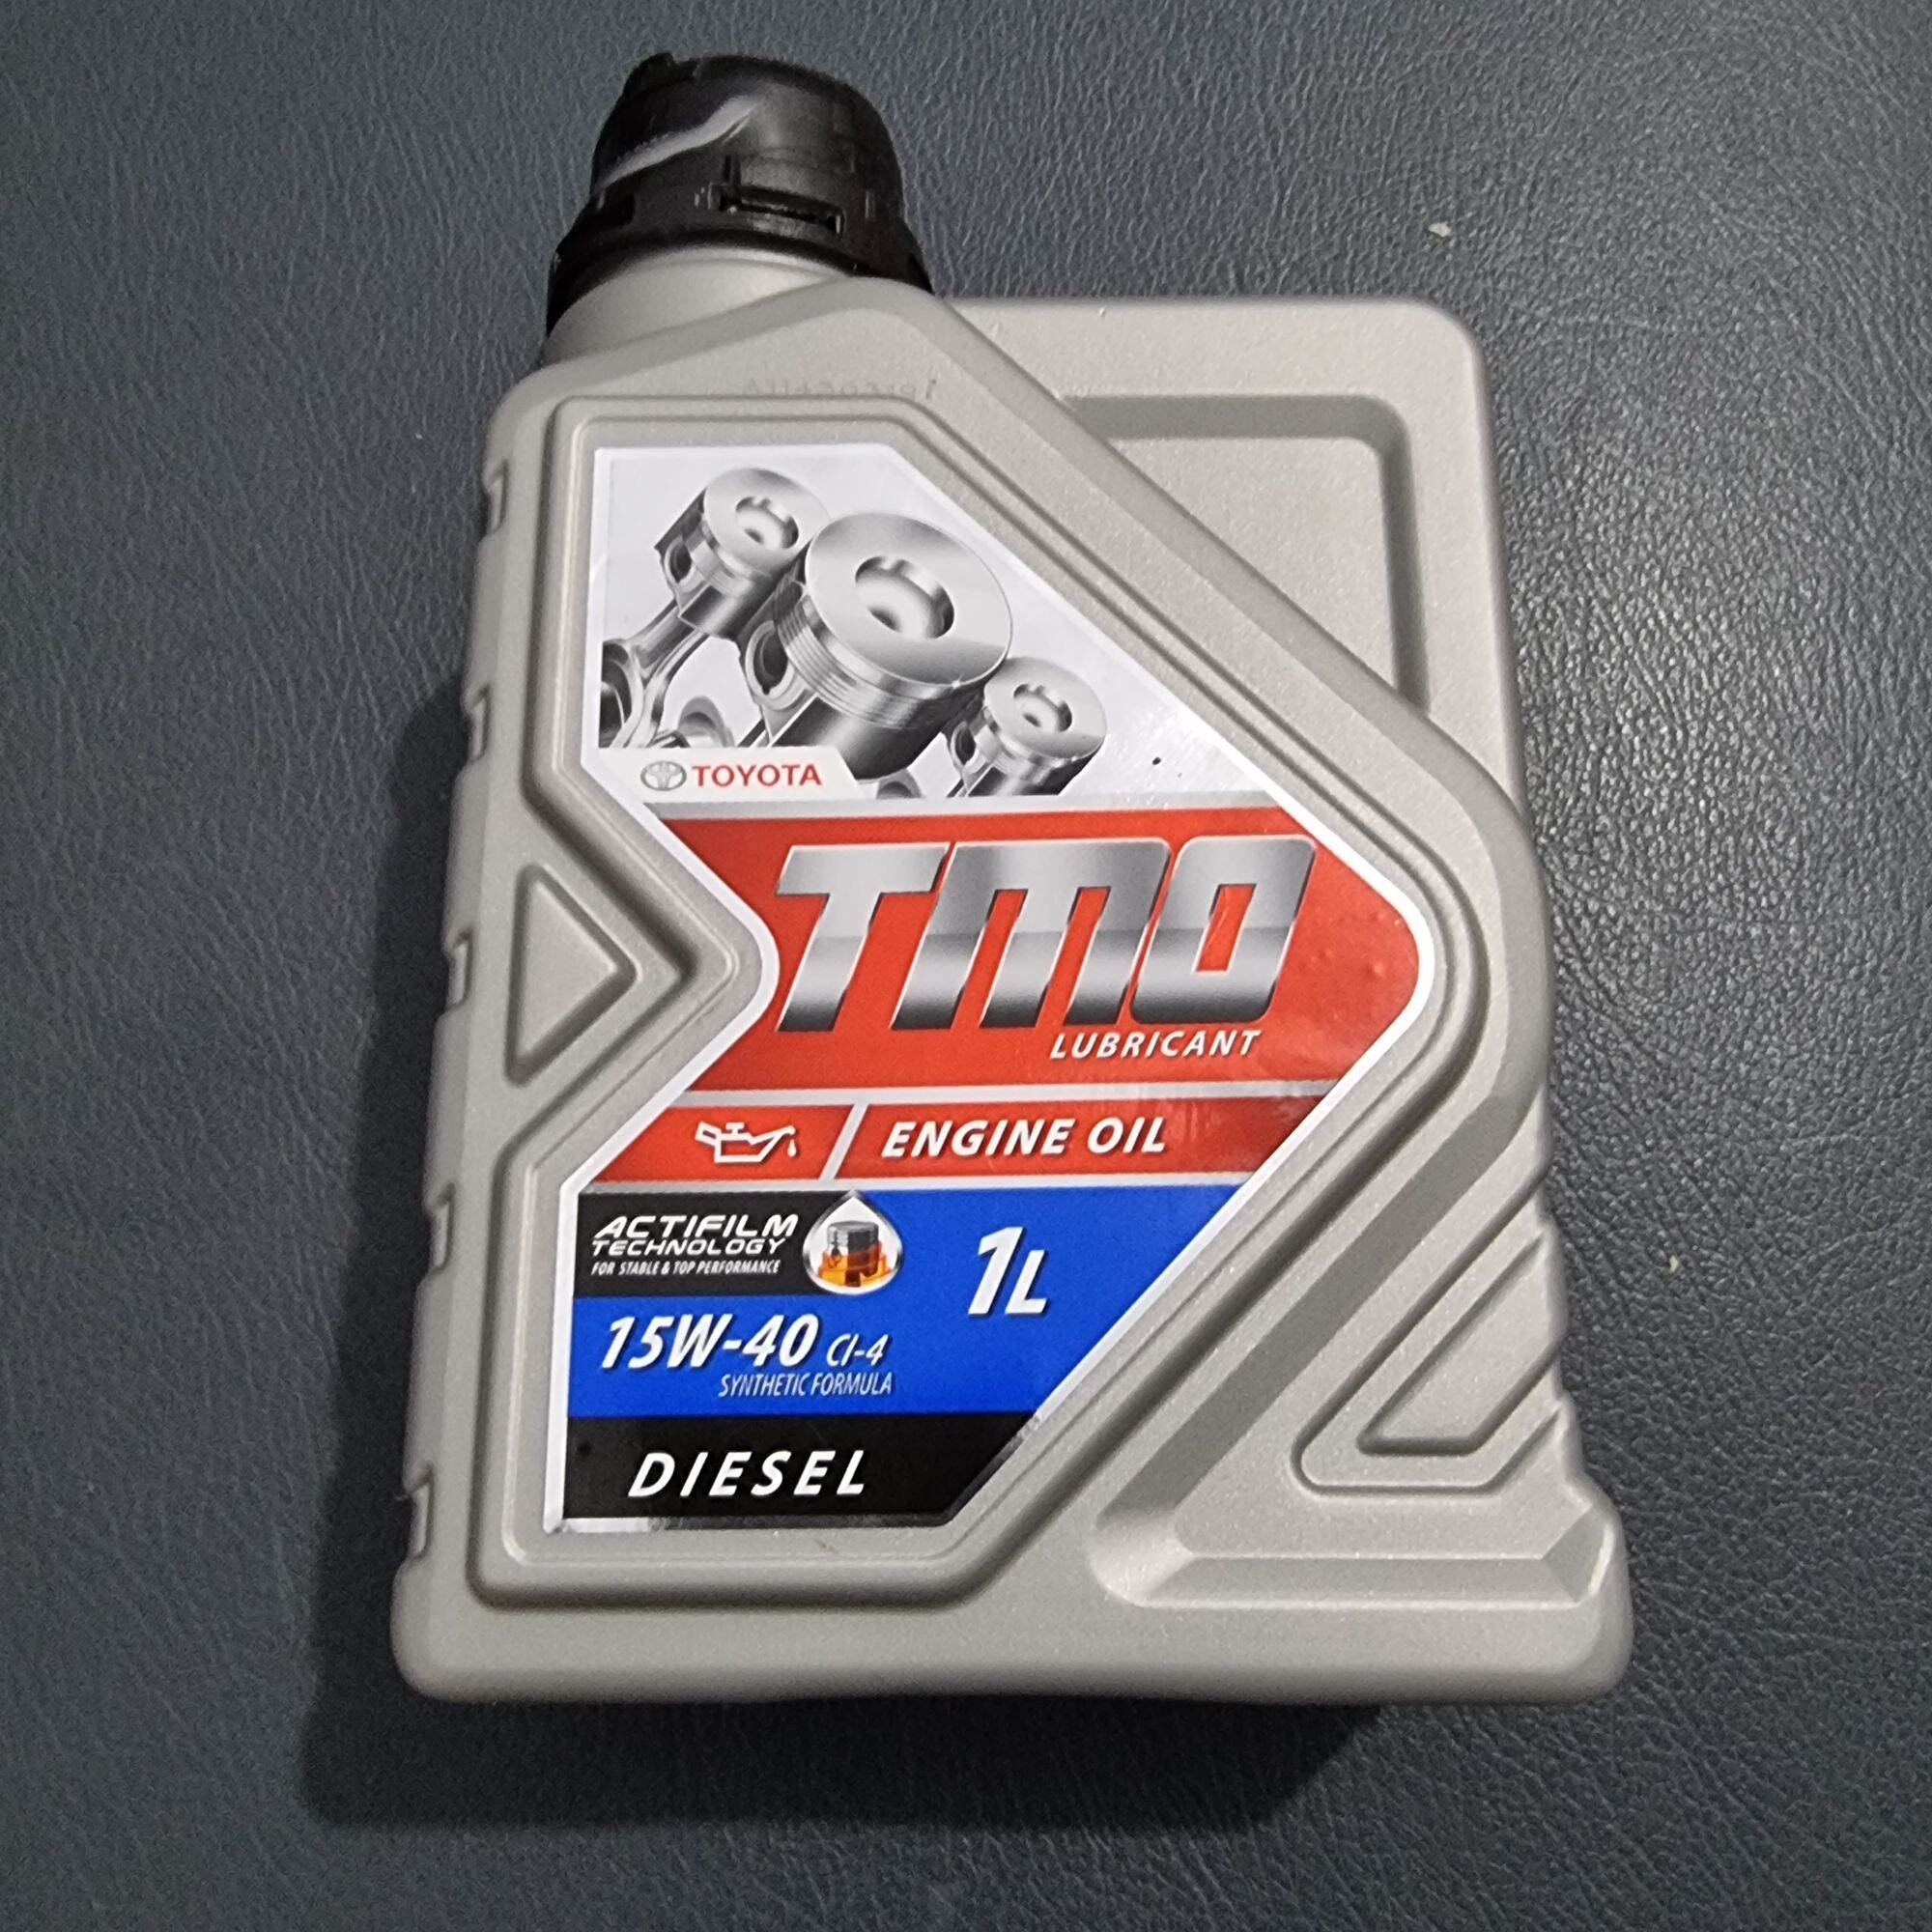 TOYOTA
TMO
LUBRICANT
ENGINE OIL
ACTIFILM
TECHNOLOGY
FOR STABLE & TOP PERFORMANCE
1L
15W-40 CI-4
SYNTHETIC FORMULA
DIESEL